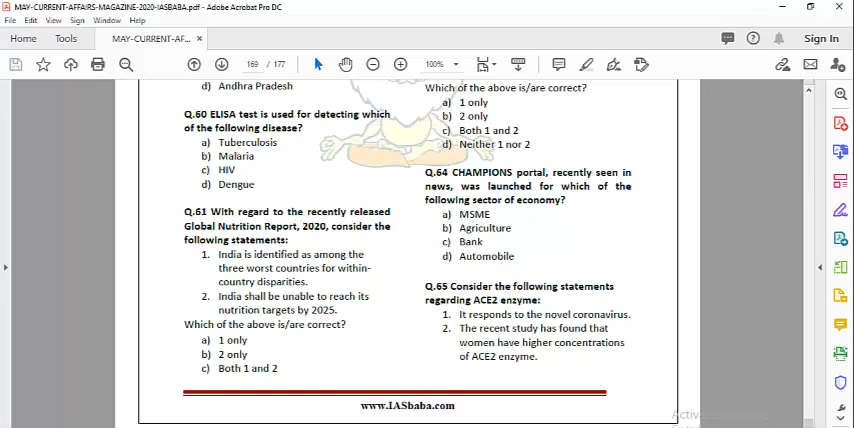 MAY-CURRENT-AFFAIRS-MAGAZINE-2020-IASBABA.pdf - Adobe Acrobat Pro DC
File Edit View Sign Window Help
Home Tools MAY-CURRENT-AF... × Sign In
169 / 177 100%
d) Andhra Pradesh
Q.60 ELISA test is used for detecting which
of the following disease?
a) Tuberculosis
b) Malaria
c) HIV
d) Dengue
Q.61 With regard to the recently released
Global Nutrition Report, 2020, consider the
following statements:
1. India is identified as among the
three worst countries for within-
country disparities.
2. India shall be unable to reach its
nutrition targets by 2025.
Which of the above is/are correct?
a) 1 only
b) 2 only
c) Both 1 and 2
Which of the above is/are correct?
a) 1 only
b) 2 only
c) Both 1 and 2
d) Neither 1 nor 2
Q.64 CHAMPIONS portal, recently seen in
news, was launched for which of the
following sector of economy?
a) MSME
b) Agriculture
c) Bank
d) Automobile
Q.65 Consider the following statements
regarding ACE2 enzyme:
1. It responds to the novel coronavirus.
2. The recent study has found that
women have higher concentrations
of ACE2 enzyme.
www.IASbaba.com